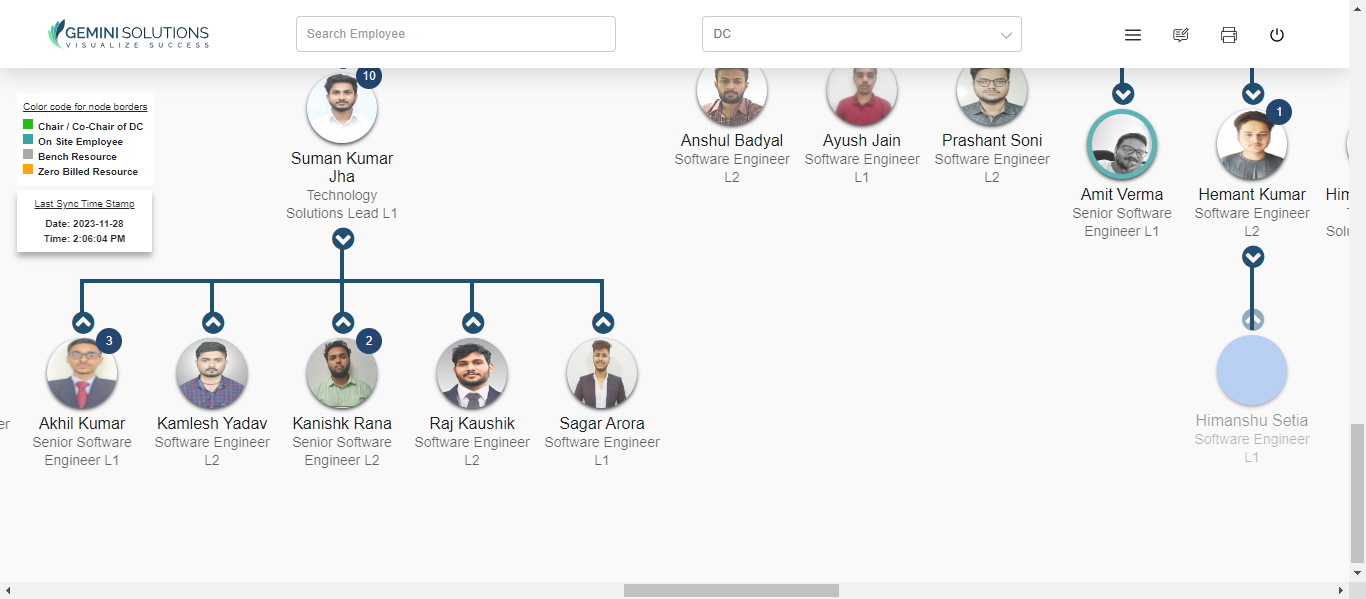 GEMINI SOLUTIONS
VISUALIZE SUCCESS
Search Employee
DC
Color code for node borders
Chair / Co-Chair of DC
On Site Employee
Bench Resource
Zero Billed Resource
Last Sync Time Stamp
Date: 2023-11-28
Time: 2:06:04 PM
10
Suman Kumar
Jha
Technology
Solutions Lead L1
Anshul Badyal
Software Engineer
L2
Ayush Jain
Software Engineer
L1
Prashant Soni
Software Engineer
L2
Amit Verma
Senior Software
Engineer L1
1
Hemant Kumar
Software Engineer
L2
Him
Solu
er
3
Akhil Kumar
Senior Software
Engineer L1
Kamlesh Yadav
Software Engineer
L2
2
Kanishk Rana
Senior Software
Engineer L2
Raj Kaushik
Software Engineer
L2
Sagar Arora
Software Engineer
L1
Himanshu Setia
Software Engineer
L1